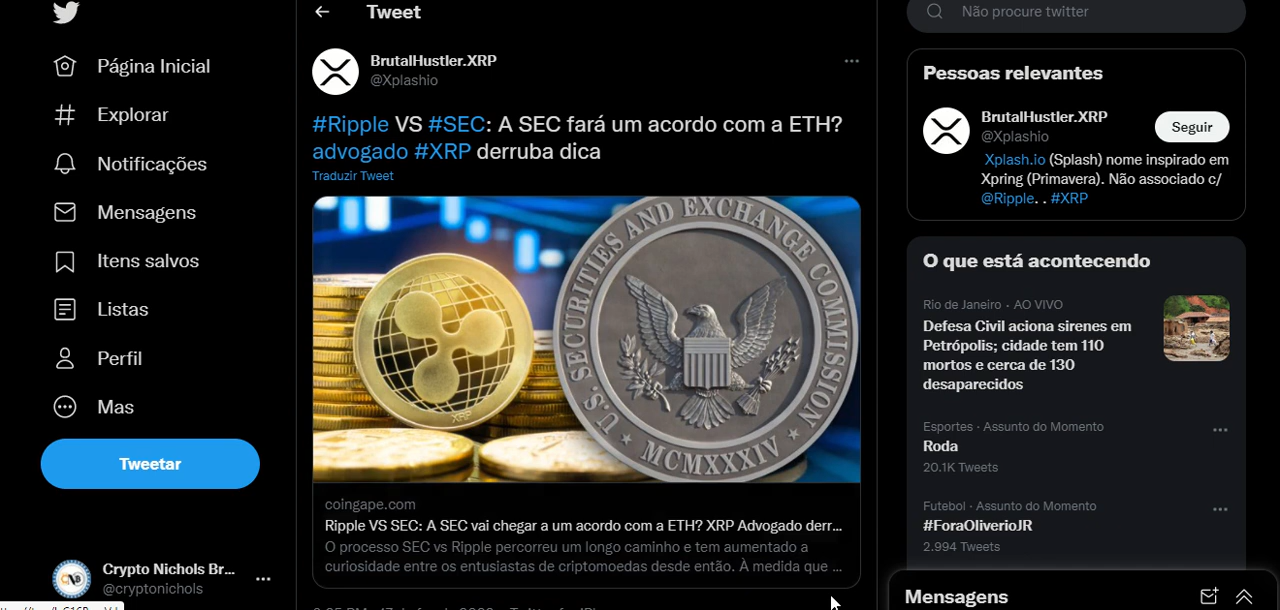 Tweet
Não procure twitter
Página Inicial
Explorar
Notificações
Mensagens
Itens salvos
Listas
Perfil
Mas
Tweetar
Crypto Nichols Br...
@cryptonichols
BrutalHustler.XRP
@Xplashio
#Ripple VS #SEC: A SEC fará um acordo com a ETH?
advogado #XRP derruba dica
Traduzir Tweet
U.S. SECURITIES AND EXCHANGE COMMISSION
MCMXXXIV
XRP
coingape.com
Ripple VS SEC: A SEC vai chegar a um acordo com a ETH? XRP Advogado derr...
O processo SEC vs Ripple percorreu um longo caminho e tem aumentado a
curiosidade entre os entusiastas de criptomoedas desde então. À medida que ...
Pessoas relevantes
BrutalHustler.XRP
@Xplashio
Seguir
Xplash.io (Splash) nome inspirado em
Xpring (Primavera). Não associado c/
@Ripple. . #XRP
O que está acontecendo
Rio de Janeiro · AO VIVO
Defesa Civil aciona sirenes em
Petrópolis; cidade tem 110
mortos e cerca de 130
desaparecidos
Esportes · Assunto do Momento
Roda
20.1K Tweets
Futebol · Assunto do Momento
#ForaOliverioJR
2.994 Tweets
Mensagens